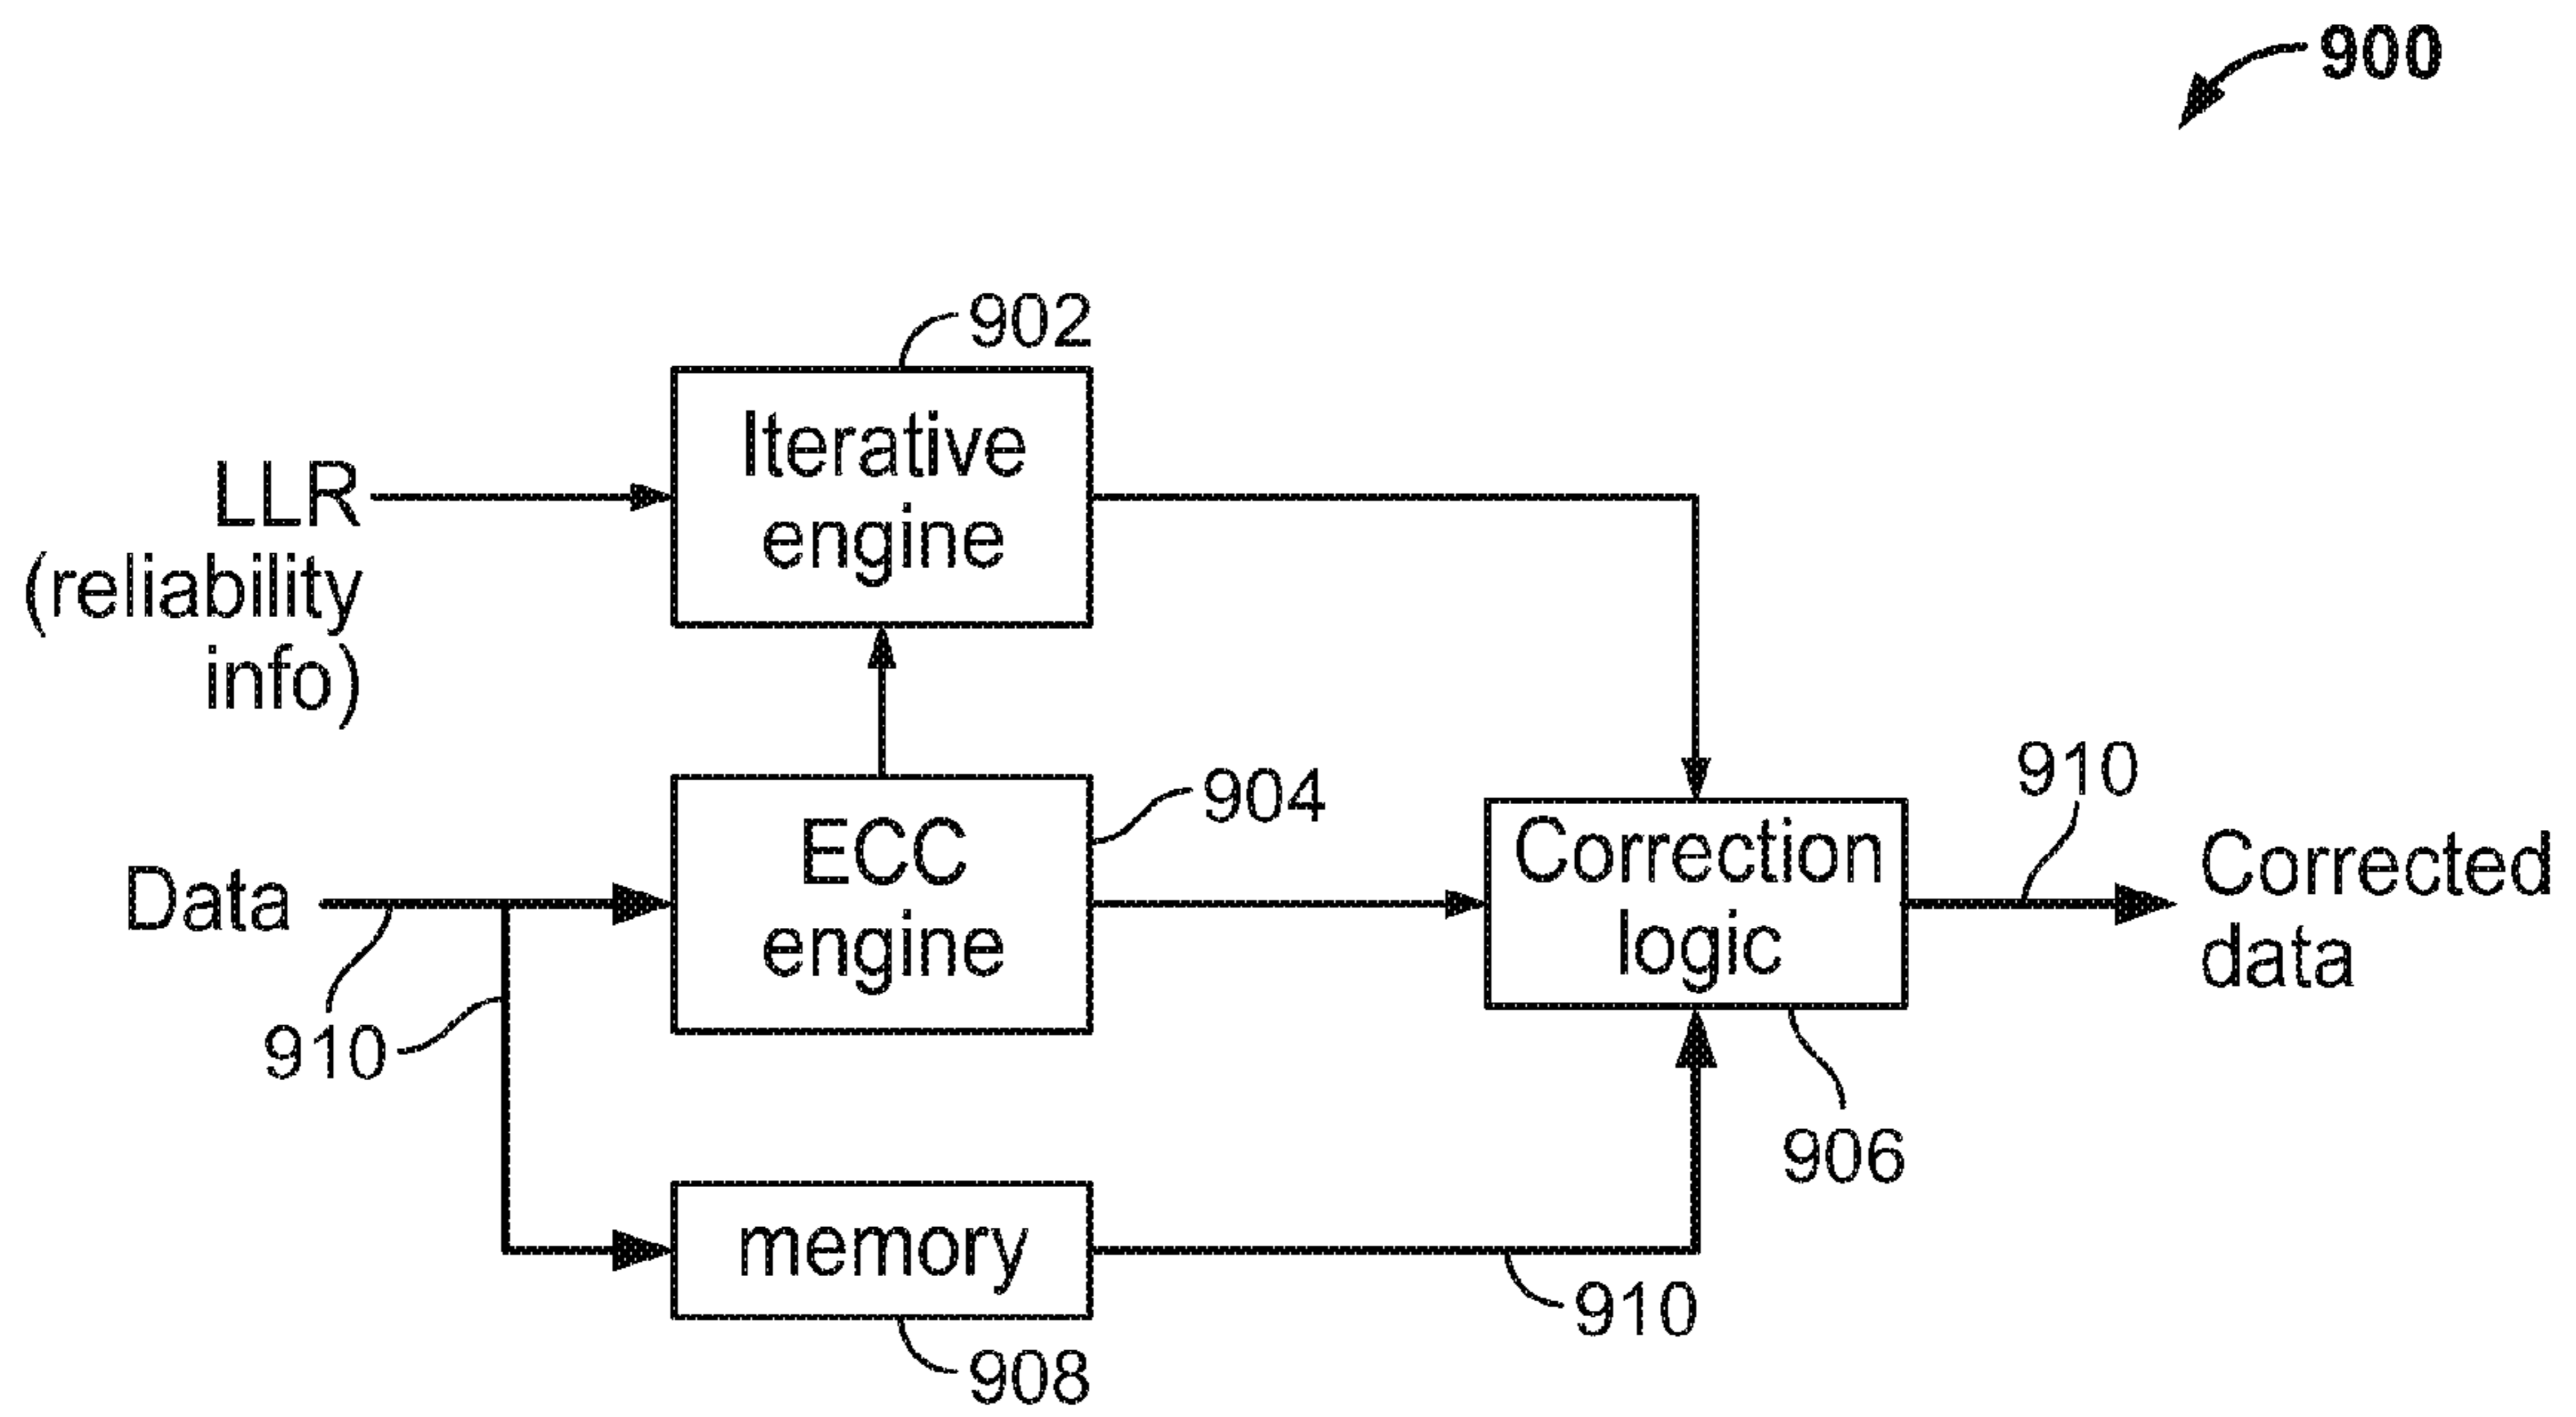 900
902
Iterative
engine
LLR
(reliability
info)
904
ECC
engine
Data
910
Correction
logic
910
Corrected
data
906
memory
910
908